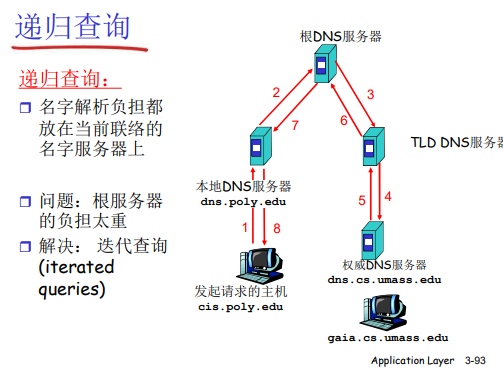 递归查询
递归查询：
名字解析负担都
放在当前联络的
名字服务器上
问题：根服务器
的负担太重
解决： 迭代查询
(iterated
queries)
根DNS服务器
2
3
7
6
TLD DNS服务器
本地DNS服务器
dns.poly.edu
5
4
1
8
权威DNS服务器
dns.cs.umass.edu
发起请求的主机
cis.poly.edu
gaia.cs.umass.edu
Application Layer 3-93